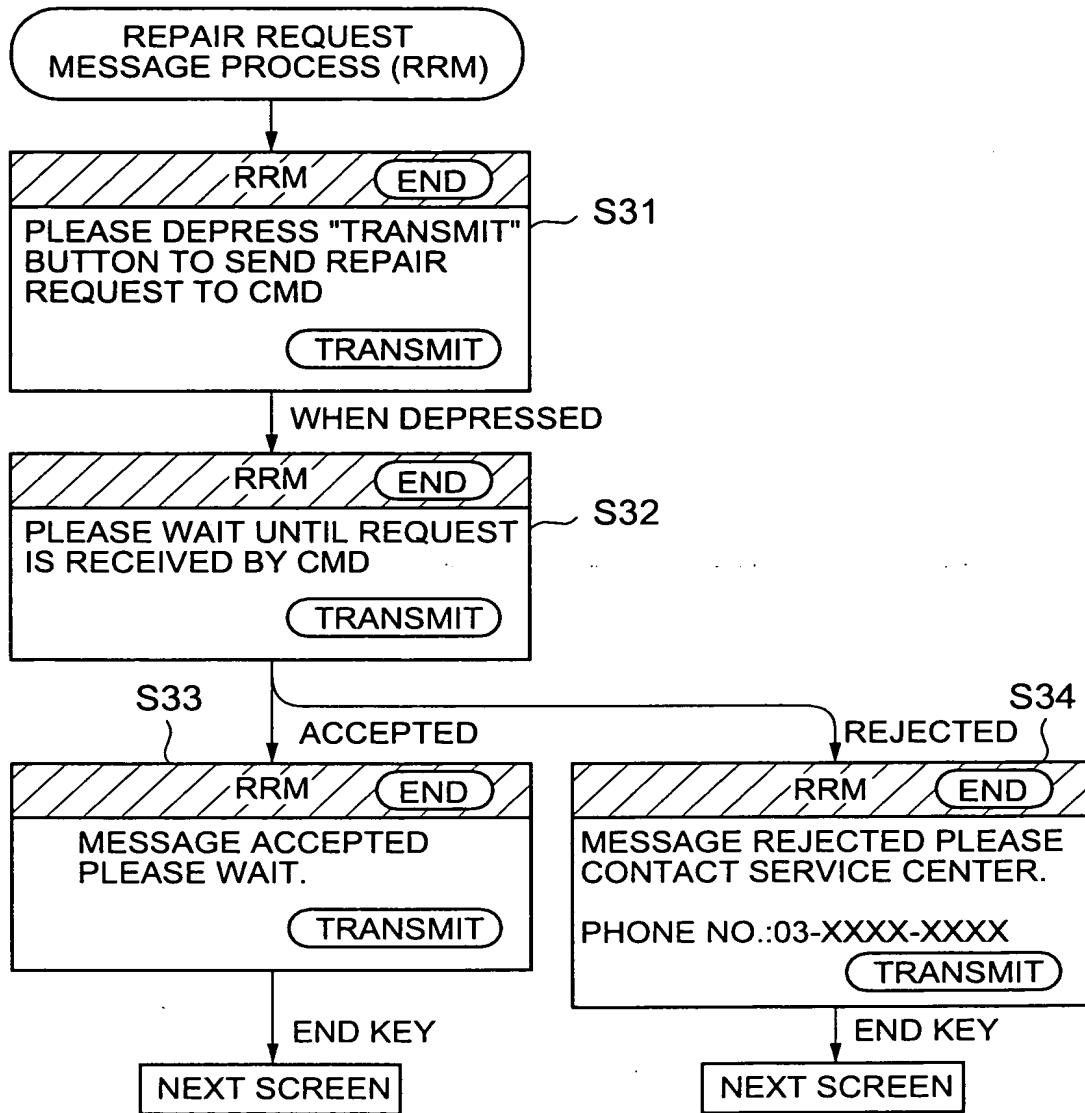 REPAIR REQUEST
MESSAGE PROCESS (RRM)
RRM
END
S31
PLEASE DEPRESS "TRANSMIT"
BUTTON TO SEND REPAIR
REQUEST TO CMD
TRANSMIT
WHEN DEPRESSED
RRM
END
S32
PLEASE WAIT UNTIL REQUEST
IS RECEIVED BY CMD
TRANSMIT
S33
ACCEPTED
RRM
END
MESSAGE ACCEPTED
PLEASE WAIT.
TRANSMIT
END KEY
NEXT SCREEN
S34
REJECTED
RRM
END
MESSAGE REJECTED PLEASE
CONTACT SERVICE CENTER.
PHONE NO.:03-XXXX-XXXX
TRANSMIT
END KEY
NEXT SCREEN